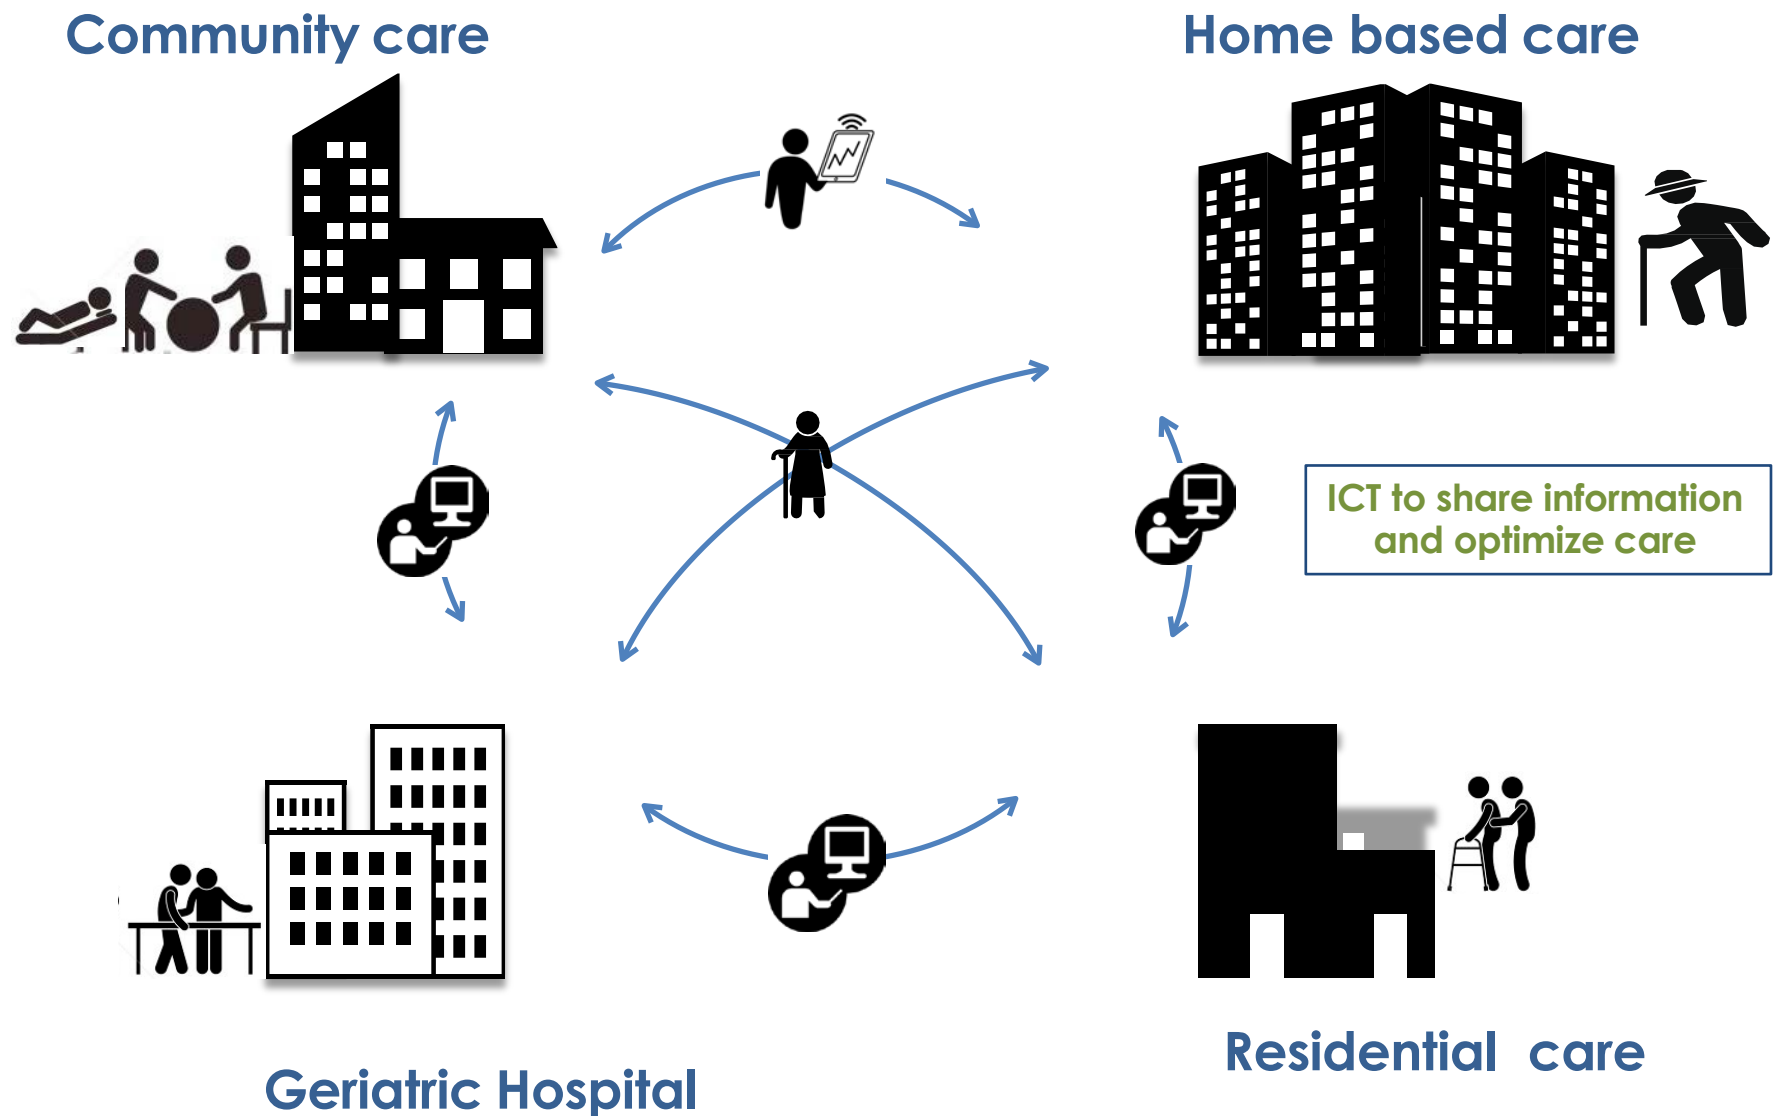 Community care
Home based care
ICT to share information
and optimize care
Residential care
Geriatric Hospital